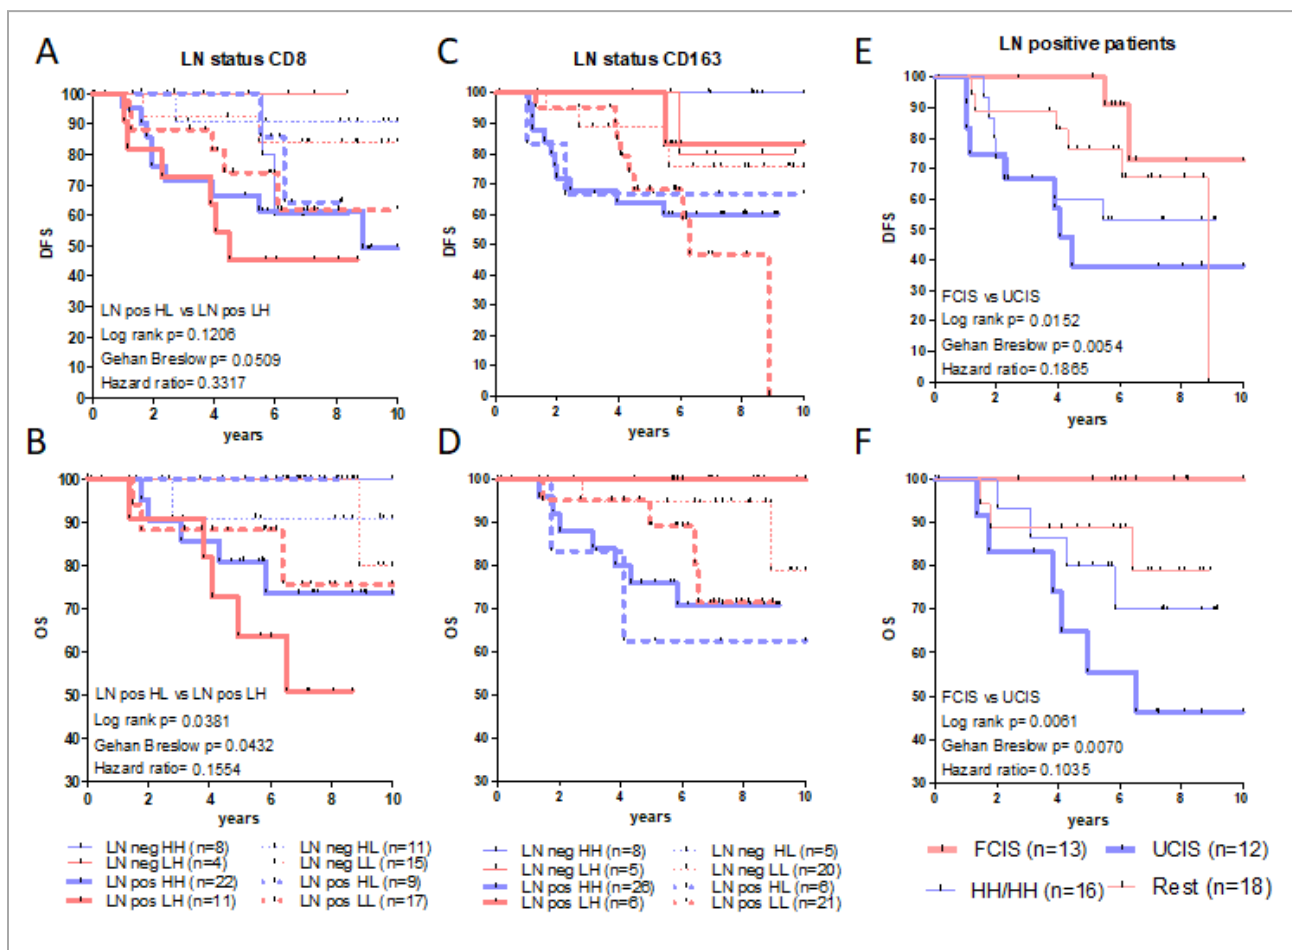 A
LN status CD8
100
90
80
70
60
50
40
30
20
10
0
DFS
LN pos HL vs LN pos LH
Log rank p= 0.1206
Gehan Breslow p= 0.0509
Hazard ratio= 0.3317
0 2 4 6 8 10
years
C
LN status CD163
100
90
80
70
60
50
40
30
20
10
0
DFS
0 2 4 6 8 10
years
E
LN positive patients
100
90
80
70
60
50
40
30
20
10
0
DFS
FCIS vs UCIS
Log rank p= 0.0152
Gehan Breslow p= 0.0054
Hazard ratio= 0.1865
0 2 4 6 8 10
years
B
100
90
80
70
60
50
40
30
OS
LN pos HL vs LN pos LH
Log rank p= 0.0381
Gehan Breslow p= 0.0432
Hazard ratio= 0.1554
0 2 4 6 8 10
years
LN neg HH (n=8)
LN neg LH (n=4)
LN pos HH (n=22)
LN pos LH (n=11)
LN neg HL (n=11)
LN neg LL (n=15)
LN pos HL (n=9)
LN pos LL (n=17)
D
100
90
80
70
60
50
40
30
OS
0 2 4 6 8 10
years
LN neg HH (n=8)
LN neg LH (n=5)
LN pos HH (n=26)
LN pos LH (n=6)
LN neg HL (n=5)
LN neg LL (n=20)
LN pos HL (n=6)
LN pos LL (n=21)
F
100
90
80
70
60
50
40
30
OS
FCIS vs UCIS
Log rank p= 0.0061
Gehan Breslow p= 0.0070
Hazard ratio= 0.1035
0 2 4 6 8 10
years
FCIS (n=13)
UCIS (n=12)
HH/HH (n=16)
Rest (n=18)